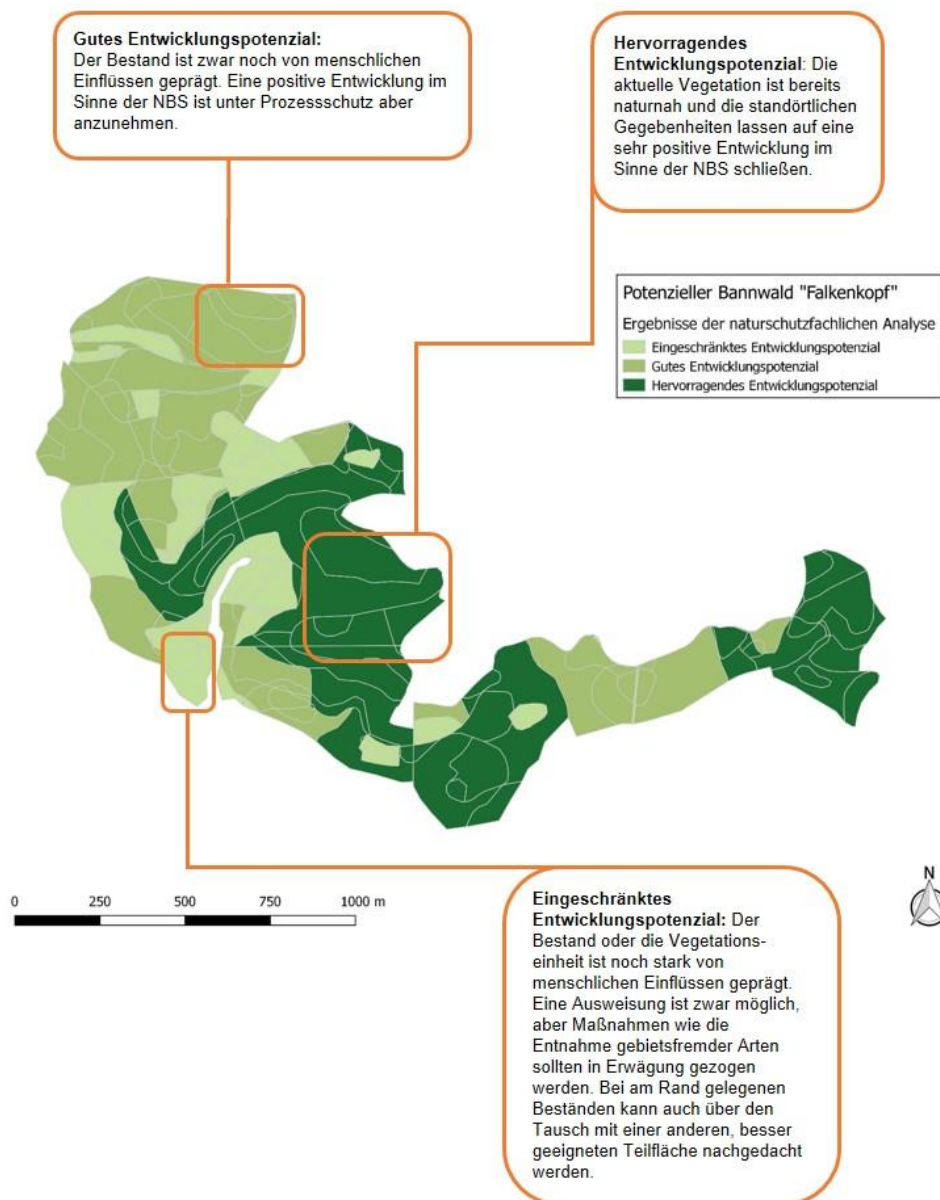 Gutes Entwicklungspotenzial:
Der Bestand ist zwar noch von menschlichen
Einflüssen geprägt. Eine positive Entwicklung im
Sinne der NBS ist unter Prozessschutz aber
anzunehmen.
Hervorragendes
Entwicklungspotenzial: Die
aktuelle Vegetation ist bereits
naturnah und die standörtlichen
Gegebenheiten lassen auf eine
sehr positive Entwicklung im
Sinne der NBS schließen.
Potenzieller Bannwald "Falkenkopf"
Ergebnisse der naturschutzfachlichen Analyse
Eingeschränktes Entwicklungspotenzial
Gutes Entwicklungspotenzial
Hervorragendes Entwicklungspotenzial
0 250 500 750 1000 m
N
Eingeschränktes
Entwicklungspotenzial: Der
Bestand oder die Vegetations-
einheit ist noch stark von
menschlichen Einflüssen geprägt.
Eine Ausweisung ist zwar möglich,
aber Maßnahmen wie die
Entnahme gebietsfremder Arten
sollten in Erwägung gezogen
werden. Bei am Rand gelegenen
Beständen kann auch über den
Tausch mit einer anderen, besser
geeigneten Teilfläche nachgedacht
werden.